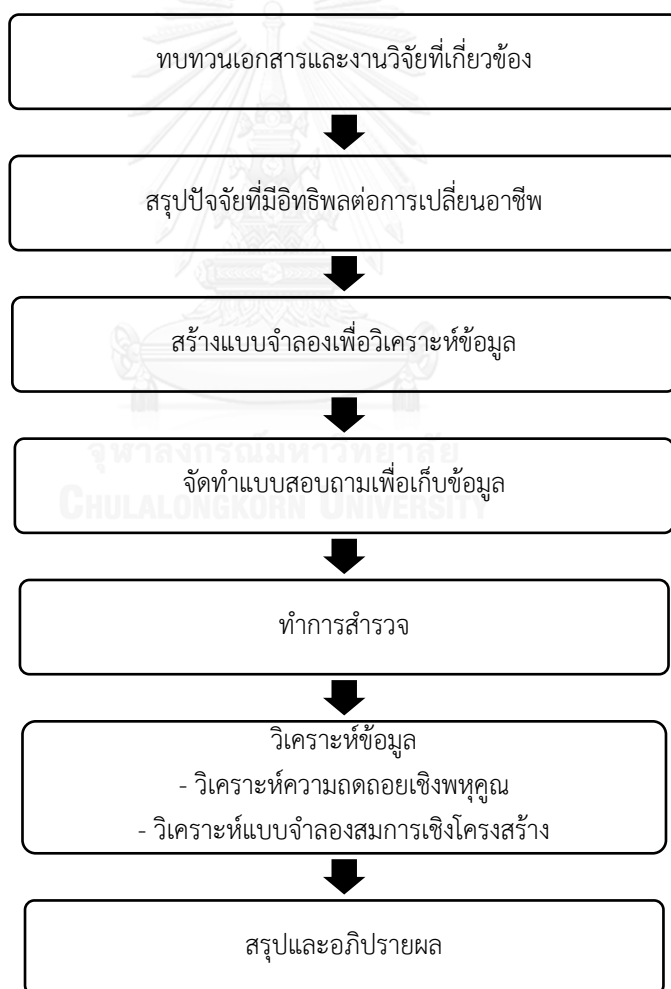 ทบทวนเอกสารและงานวิจัยที่เกี่ยวข้อง
สรุปปัจจัยที่มีอิทธิพลต่อการเปลี่ยนอาชีพ
สร้างแบบจำลองเพื่อวิเคราะห์ข้อมูล
จุฬาลงกรณ์มหาวิทยาลัย
จัดทำแบบสอบถามเพื่อเก็บข้อมูล
CHULALONGKORN UNIVERSITY
ทำการสำรวจ
วิเคราะห์ข้อมูล
- วิเคราะห์ความถดถอยเชิงพหุคูณ
- วิเคราะห์แบบจำลองสมการเชิงโครงสร้าง
สรุปและอภิปรายผล